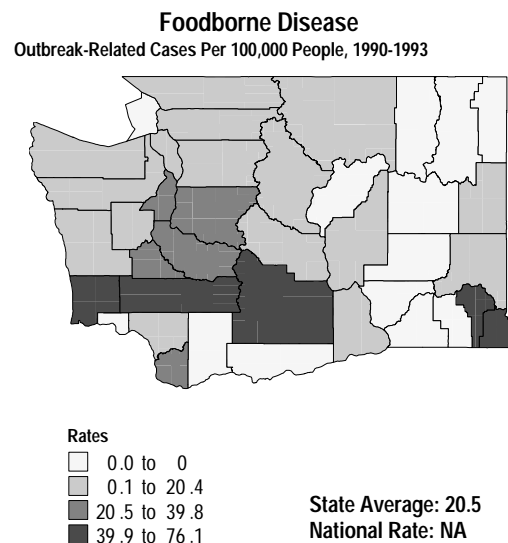 Foodborne Disease
Outbreak-Related Cases Per 100,000 People, 1990-1993
Rates
0.0 to 0
0.1 to 20.4
20.5 to 39.8
39.9 to 76.1
State Average: 20.5
National Rate: NA